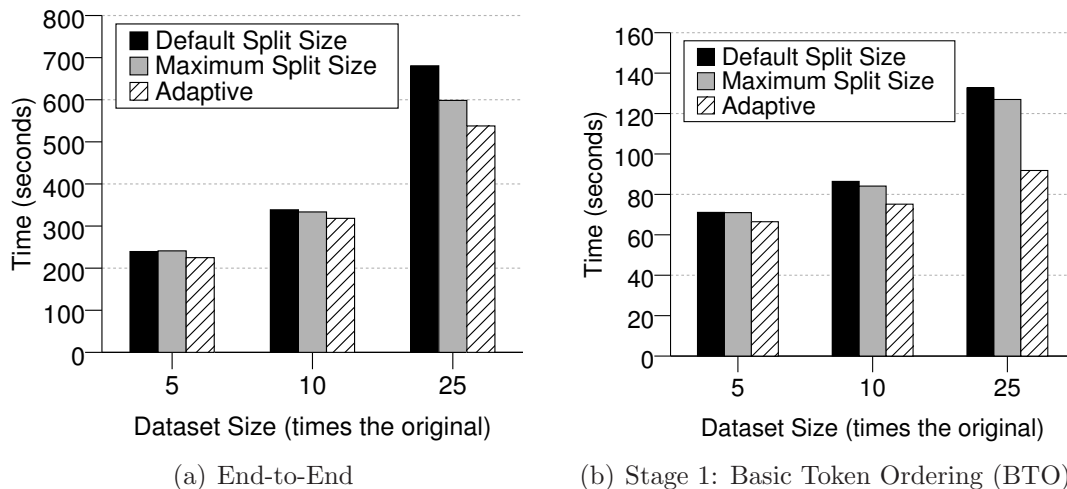 800
700
600
500
400
300
200
100
0
Time (seconds)
Default Split Size
Maximum Split Size
Adaptive
5 10 25
Dataset Size (times the original)
(a) End-to-End
160
140
120
100
80
60
40
20
0
Time (seconds)
Default Split Size
Maximum Split Size
Adaptive
5 10 25
Dataset Size (times the original)
(b) Stage 1: Basic Token Ordering (BTO)